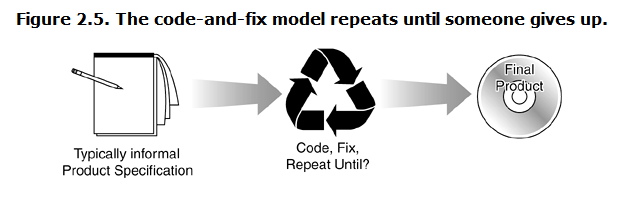 Figure 2.5. The code-and-fix model repeats until someone gives up.
Typically informal
Product Specification
Code, Fix,
Repeat Until?
Final
Product